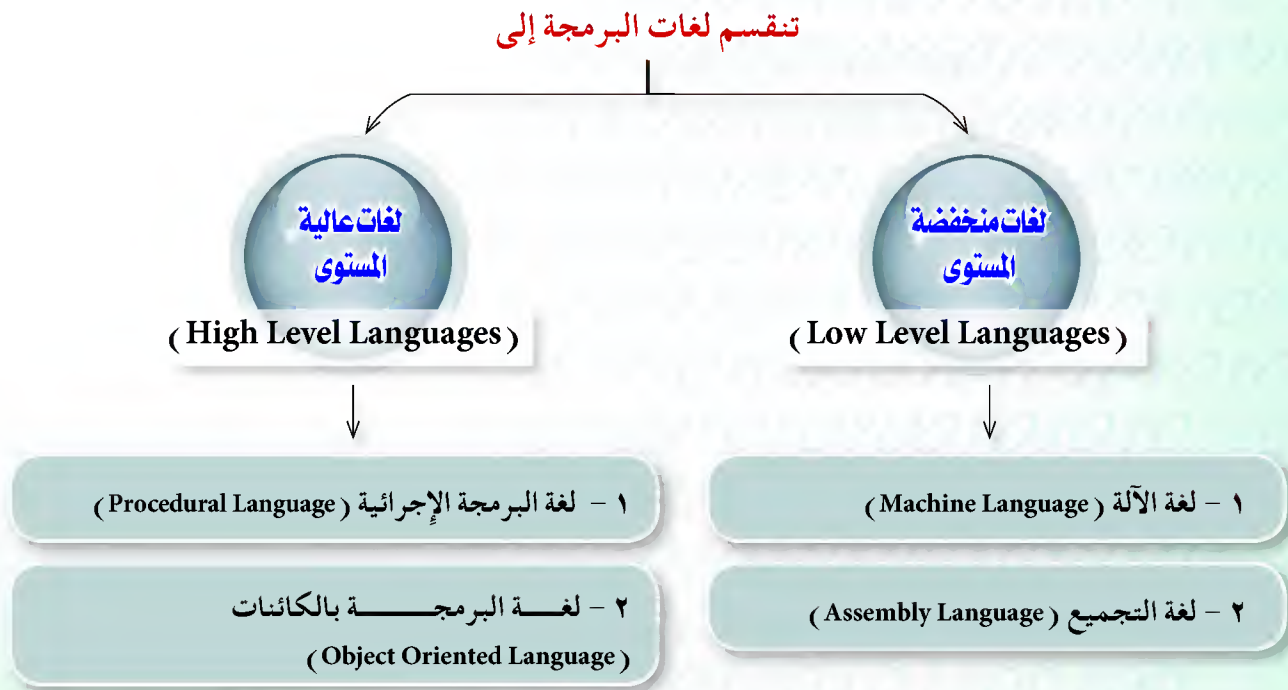 تنقسم لغات البرمجة إلى
لغات منخفضة
المستوى
( Low Level Languages )
١ - لغة الآلة ( Machine Language )
٢ - لغة التجميع ( Assembly Language )
لغات عالية
المستوى
( High Level Languages )
١ - لغة البرمجة الإجرائية ( Procedural Language )
٢ - لغـــة البرمجـــــة بالكائنات
( Object Oriented Language )